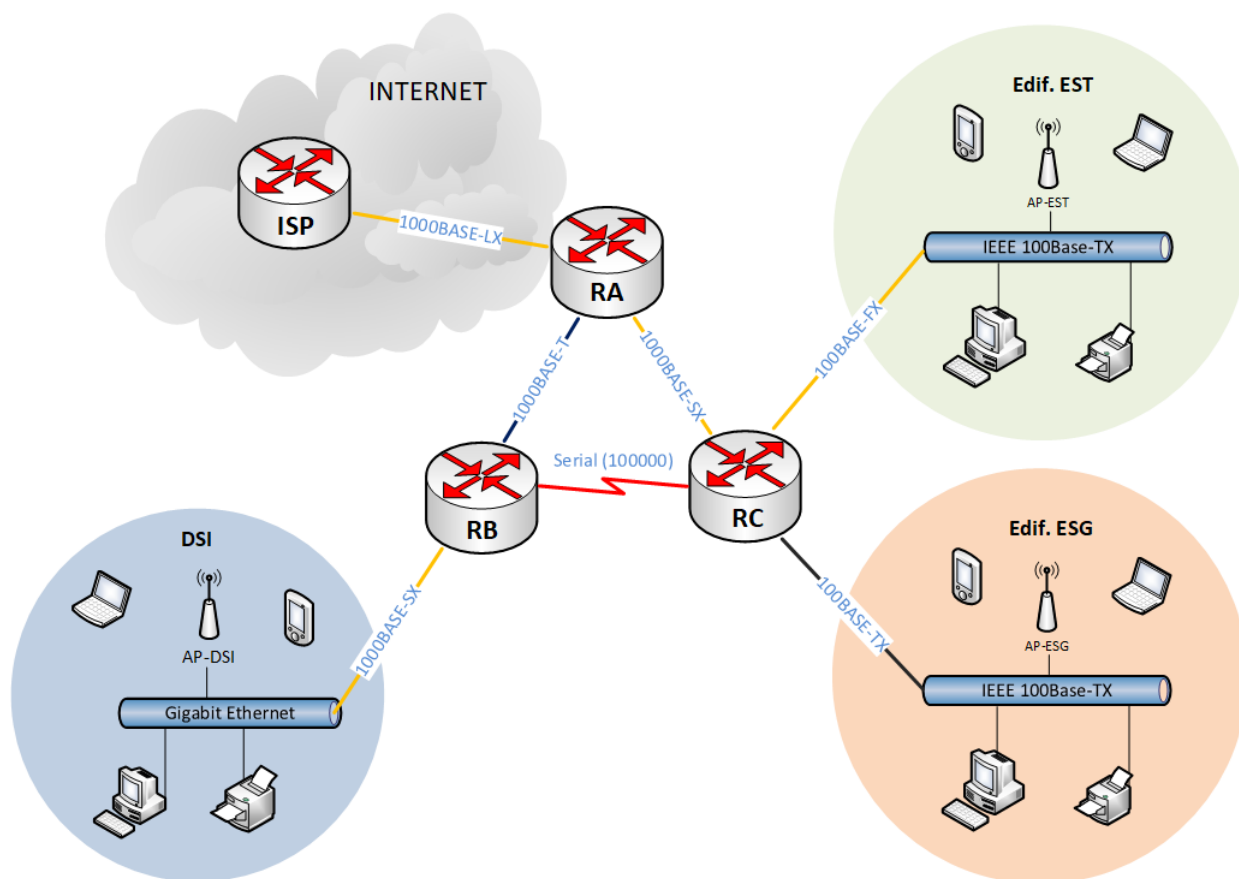 INTERNET
ISP
1000BASE-LX
RA
Edif. EST
AP-EST
IEEE 100Base-TX
1000BASE-T
1000BASE-SX
100BASE-FX
Serial (100000)
RB
RC
DSI
AP-DSI
Gigabit Ethernet
1000BASE-SX
100BASE-TX
Edif. ESG
AP-ESG
IEEE 100Base-TX